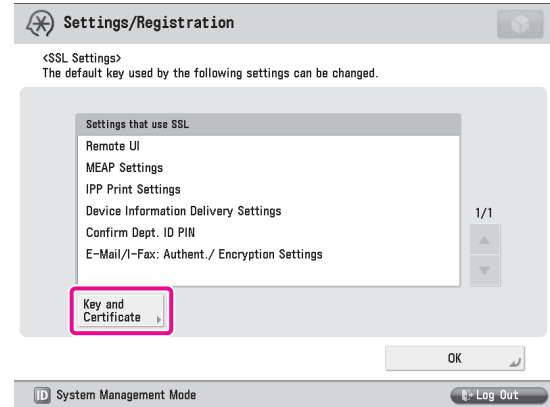 Settings/Registration
<SSL Settings>
The default key used by the following settings can be changed.
Settings that use SSL
Remote UI
MEAP Settings
IPP Print Settings
Device Information Delivery Settings
Confirm Dept. ID PIN
E-Mail/I-Fax: Authent./ Encryption Settings
1/1
Key and
Certificate
OK
ID System Management Mode
Log Out